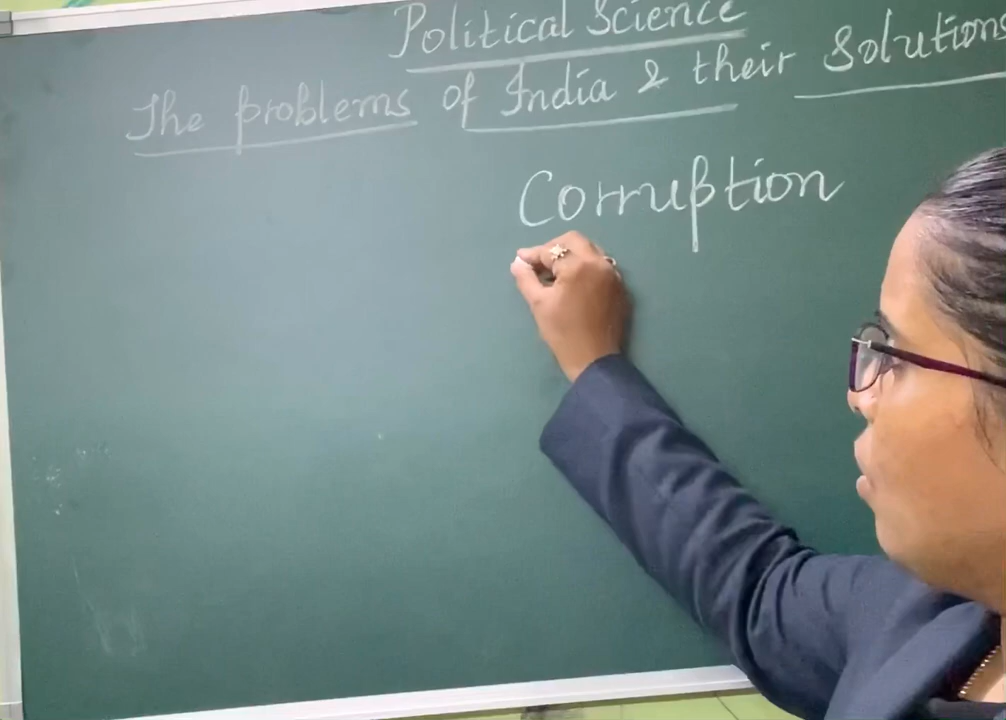 Political Science
The problems of India & their Solutions
Corruption